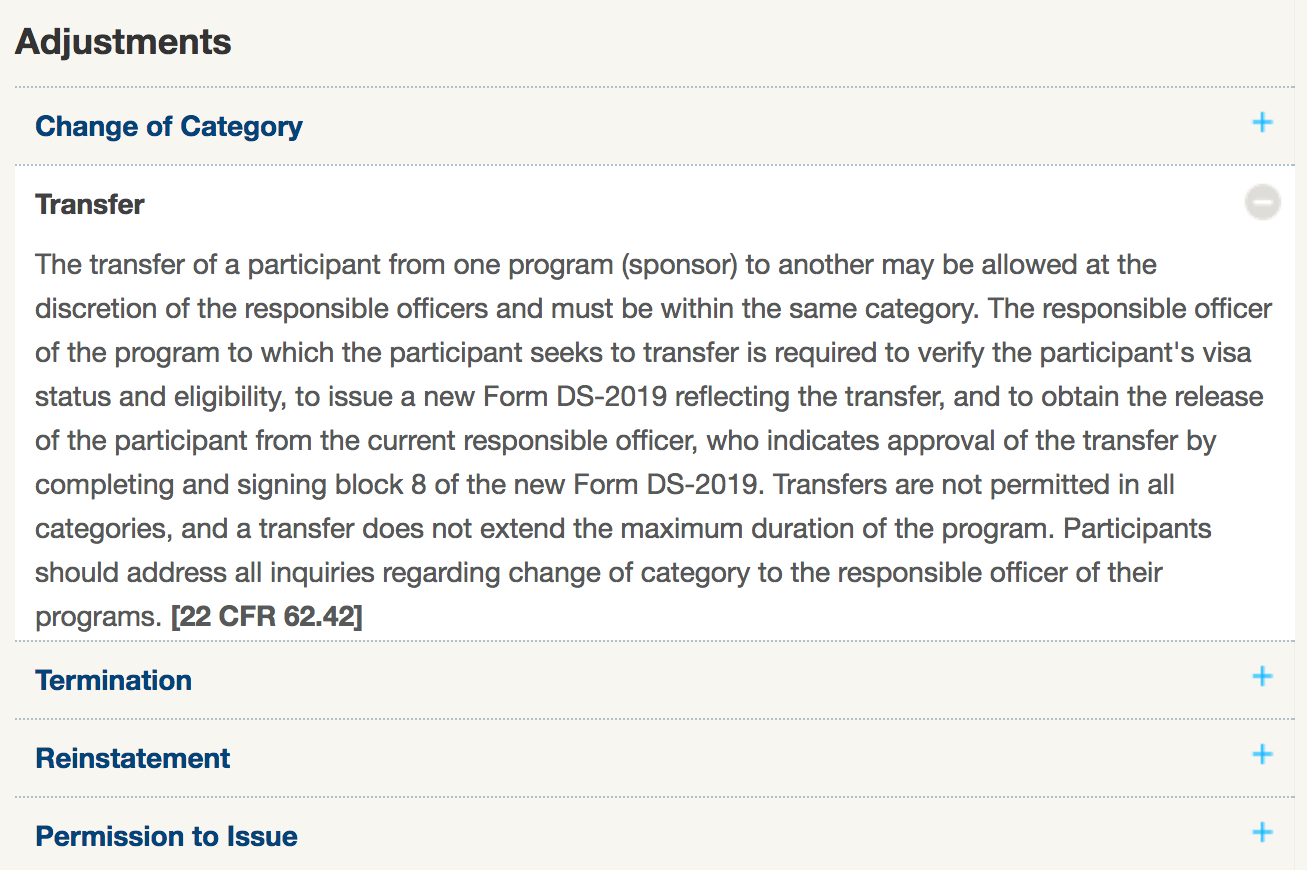 Adjustments
Change of Category
Transfer
The transfer of a participant from one program (sponsor) to another may be allowed at the
discretion of the responsible officers and must be within the same category. The responsible officer
of the program to which the participant seeks to transfer is required to verify the participant's visa
status and eligibility, to issue a new Form DS-2019 reflecting the transfer, and to obtain the release
of the participant from the current responsible officer, who indicates approval of the transfer by
completing and signing block 8 of the new Form DS-2019. Transfers are not permitted in all
categories, and a transfer does not extend the maximum duration of the program. Participants
should address all inquiries regarding change of category to the responsible officer of their
programs. [22 CFR 62.42]
Termination
Reinstatement
Permission to Issue